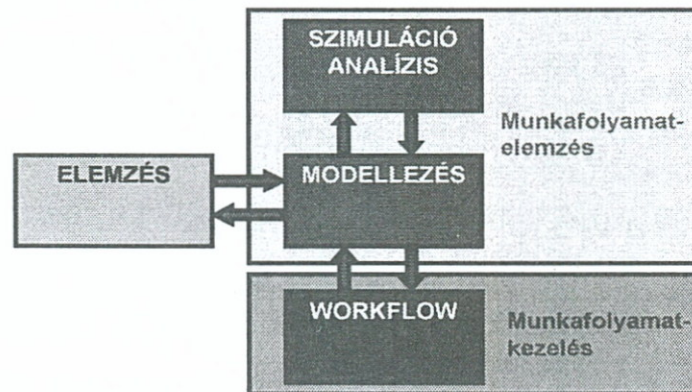 SZIMULÁCIÓ
ANALÍZIS
Munkafolyamat-
elemzés
ELEMZÉS
MODELLEZÉS
WORKFLOW
Munkafolyamat-
kezelés